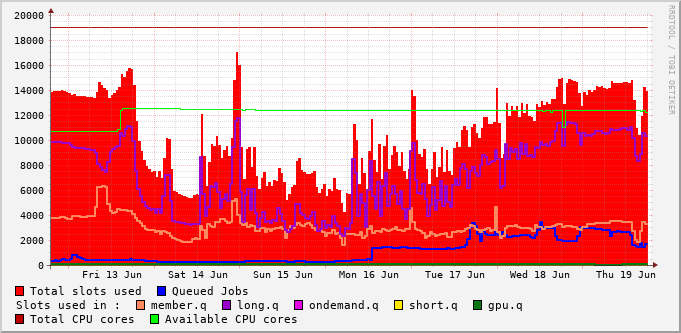 RRDTOOL / TOBI OETIKER
20000
18000
16000
14000
12000
10000
8000
6000
4000
2000
0
Fri 13 Jun Sat 14 Jun Sun 15 Jun Mon 16 Jun Tue 17 Jun Wed 18 Jun Thu 19 Jun
Total slots used Queued Jobs
Slots used in : member.q long.q ondemand.q short.q gpu.q
Total CPU cores Available CPU cores